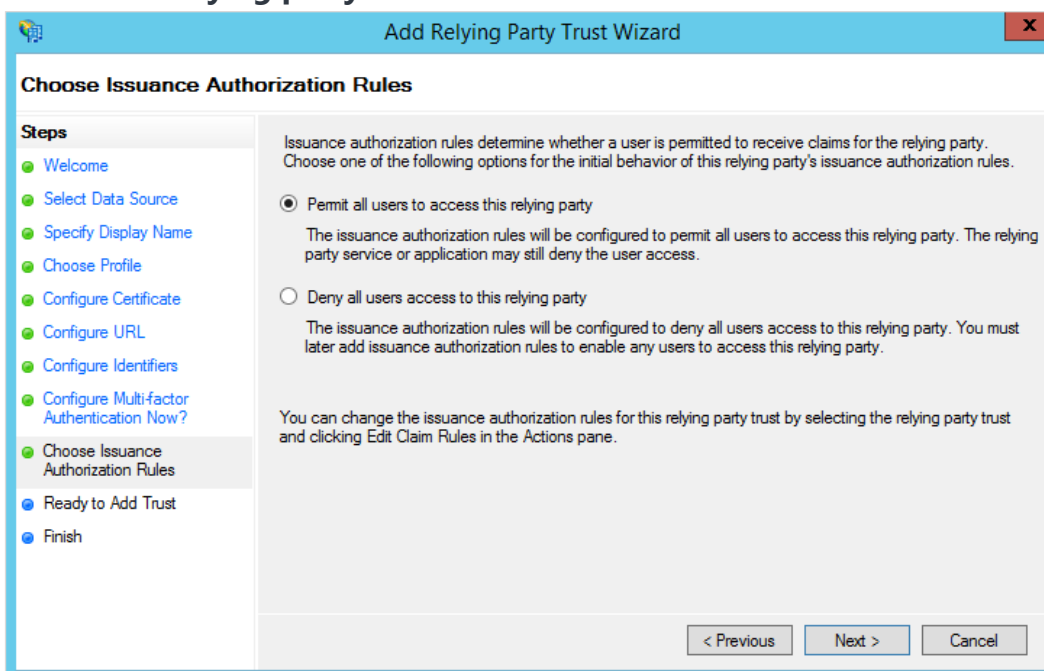 Add Relying Party Trust Wizard
x
Choose Issuance Authorization Rules
Steps
Welcome
Select Data Source
Specify Display Name
Choose Profile
Configure Certificate
Configure URL
Configure Identifiers
Configure Multi-factor
Authentication Now?
Choose Issuance
Authorization Rules
Ready to Add Trust
Finish
Issuance authorization rules determine whether a user is permitted to receive claims for the relying party.
Choose one of the following options for the initial behavior of this relying party's issuance authorization rules.
Permit all users to access this relying party
The issuance authorization rules will be configured to permit all users to access this relying party. The relying
party service or application may still deny the user access.
Deny all users access to this relying party
The issuance authorization rules will be configured to deny all users access to this relying party. You must
later add issuance authorization rules to enable any users to access this relying party.
You can change the issuance authorization rules for this relying party trust by selecting the relying party trust
and clicking Edit Claim Rules in the Actions pane.
< Previous
Next >
Cancel